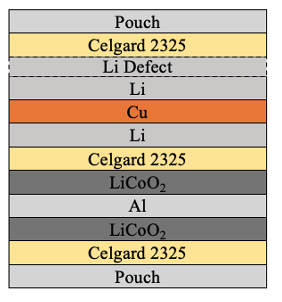 Pouch
Celgard 2325
Li Defect
Li
Cu
Li
Celgard 2325
LiCoO₂
Al
LiCoO₂
Celgard 2325
Pouch